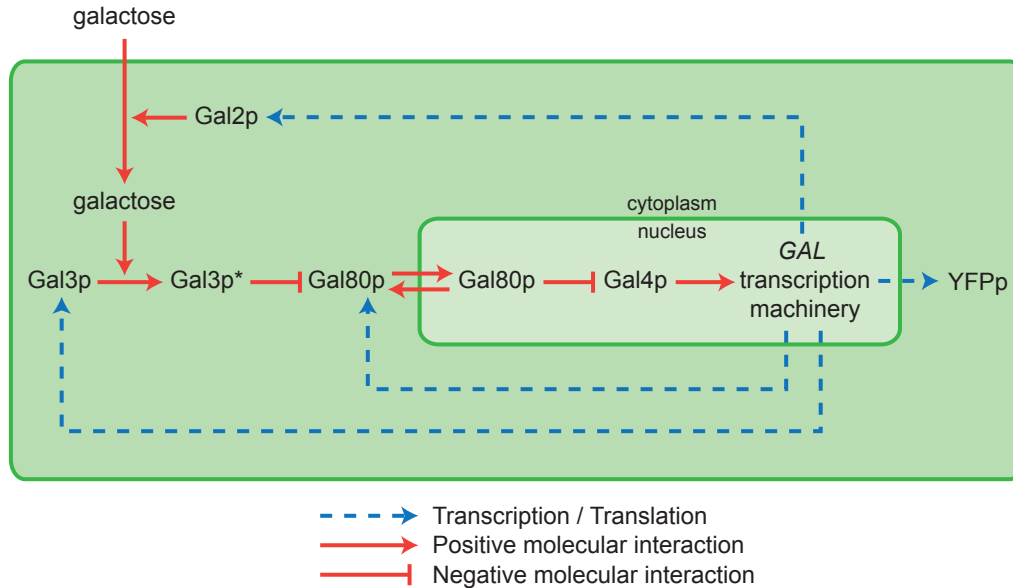 galactose
Gal2p
galactose
cytoplasm
nucleus
Gal3p
Gal3p*
Gal80p
Gal80p
Gal4p
GAL
transcription
machinery
YFPp
Transcription / Translation
Positive molecular interaction
Negative molecular interaction